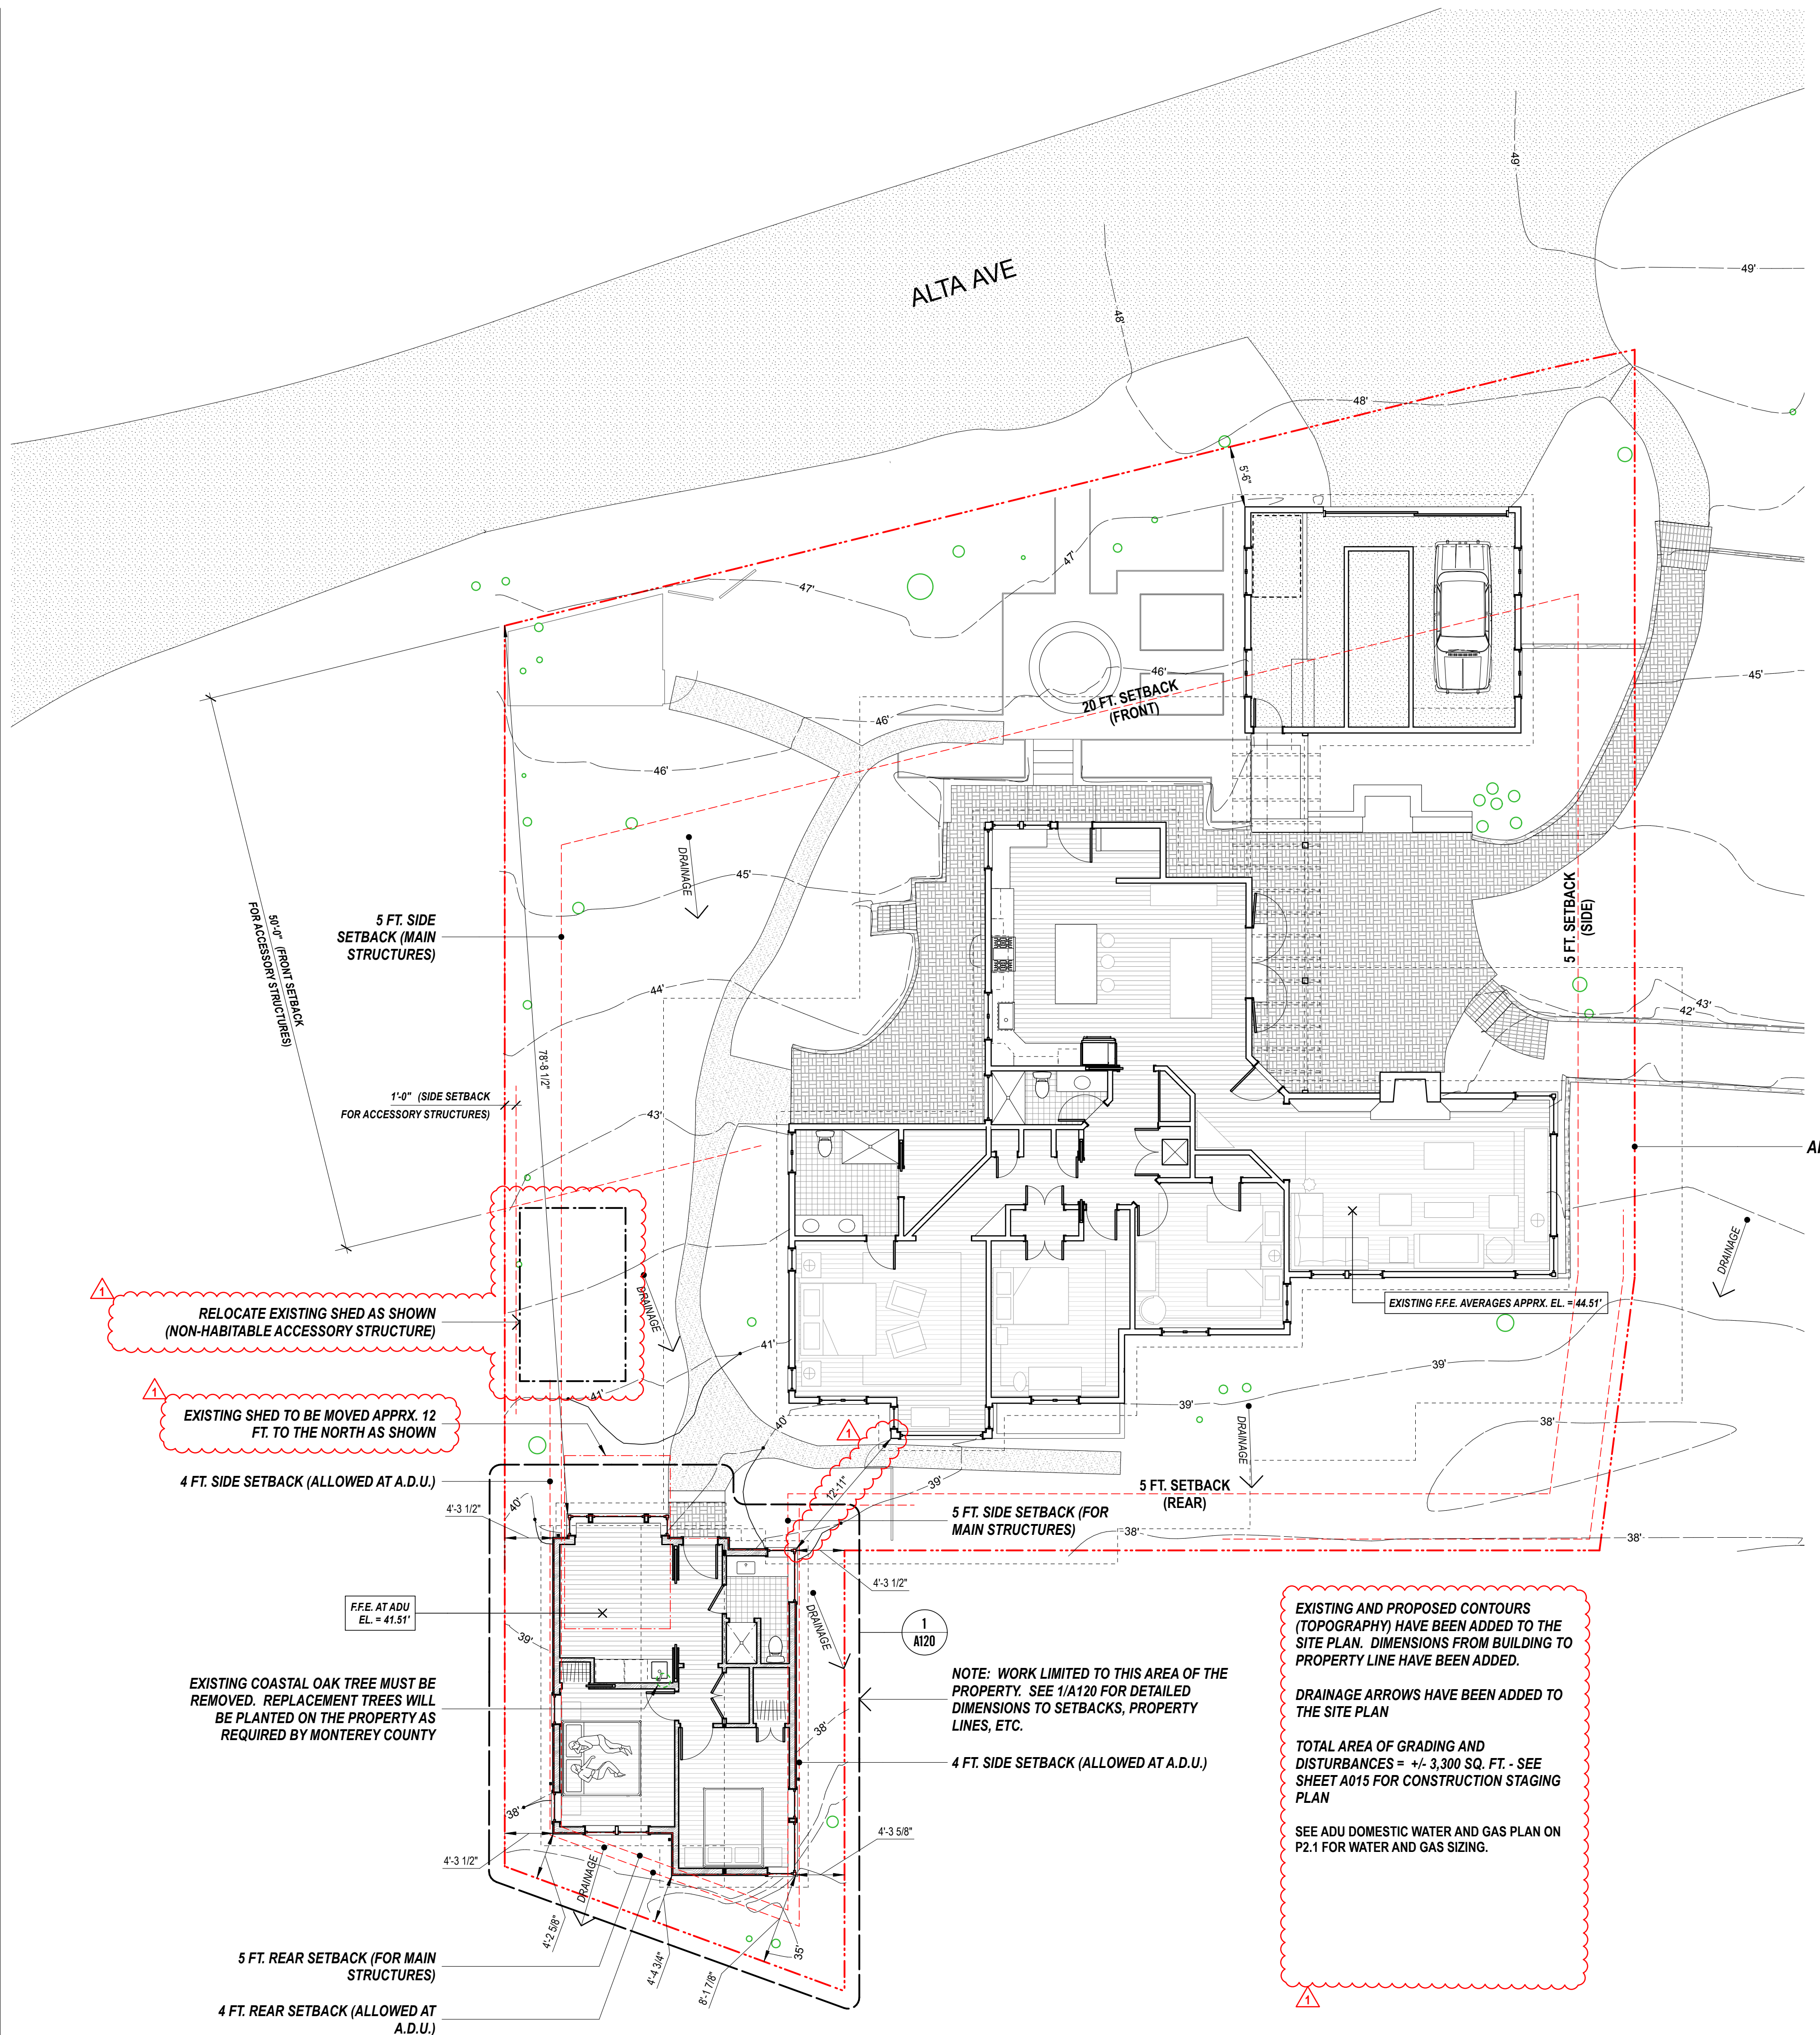 49'
49'
ALTA AVE
48'
48'
5'-6"
47'
47'
46'
45'
20 FT. SETBACK
(FRONT)
46'
46'
DRAINAGE
45'
50'-0" (FRONT SETBACK
FOR ACCESSORY STRUCTURES)
5 FT. SIDE
SETBACK (MAIN
STRUCTURES)
5 FT. SETBACK
(SIDE)
44'
43'
42'
78'-8 1/2"
1'-0" (SIDE SETBACK
FOR ACCESSORY STRUCTURES)
43'
DRAINAGE
DRAINAGE
1
RELOCATE EXISTING SHED AS SHOWN
(NON-HABITABLE ACCESSORY STRUCTURE)
EXISTING F.F.E. AVERAGES APPRX. EL. = 44.51'
41'
41'
39'
39'
1
EXISTING SHED TO BE MOVED APPRX. 12
FT. TO THE NORTH AS SHOWN
40'
1
38'
DRAINAGE
4 FT. SIDE SETBACK (ALLOWED AT A.D.U.)
12'-11"
39'
5 FT. SETBACK
(REAR)
4'-3 1/2"
40'
5 FT. SIDE SETBACK (FOR
MAIN STRUCTURES)
38'
38'
4'-3 1/2"
F.F.E. AT ADU
EL. = 41.51'
DRAINAGE
1
A120
39'
EXISTING COASTAL OAK TREE MUST BE
REMOVED. REPLACEMENT TREES WILL
BE PLANTED ON THE PROPERTY AS
REQUIRED BY MONTEREY COUNTY
NOTE: WORK LIMITED TO THIS AREA OF THE
PROPERTY. SEE 1/A120 FOR DETAILED
DIMENSIONS TO SETBACKS, PROPERTY
LINES, ETC.
38'
4 FT. SIDE SETBACK (ALLOWED AT A.D.U.)
38'
4'-3 5/8"
4'-3 1/2"
DRAINAGE
4'-2 5/8"
4'-4 3/4"
8'-1 7/8"
35'
5 FT. REAR SETBACK (FOR MAIN
STRUCTURES)
4 FT. REAR SETBACK (ALLOWED AT
A.D.U.)
EXISTING AND PROPOSED CONTOURS
(TOPOGRAPHY) HAVE BEEN ADDED TO THE
SITE PLAN. DIMENSIONS FROM BUILDING TO
PROPERTY LINE HAVE BEEN ADDED.
DRAINAGE ARROWS HAVE BEEN ADDED TO
THE SITE PLAN
TOTAL AREA OF GRADING AND
DISTURBANCES = +/- 3,300 SQ. FT. - SEE
SHEET A015 FOR CONSTRUCTION STAGING
PLAN
SEE ADU DOMESTIC WATER AND GAS PLAN ON
P2.1 FOR WATER AND GAS SIZING.
1